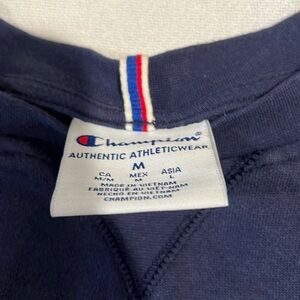 Champion®
AUTHENTIC ATHLETICWEAR
M
CA MEX ASIA
M/M M L
MADE IN VIETNAM
FABRIQUÉ AU VIET-NAM
HECHO EN VIETNAM
CHAMPION.COM